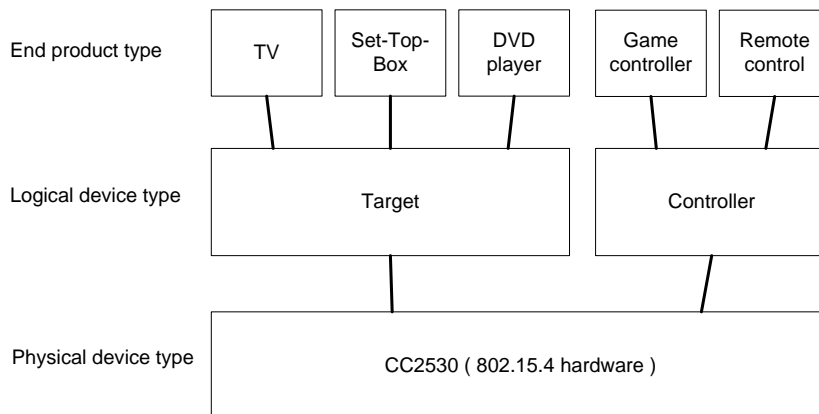 End product type
TV
Set-Top-
Box
DVD
player
Game
controller
Remote
control
Logical device type
Target
Controller
Physical device type
CC2530 ( 802.15.4 hardware )